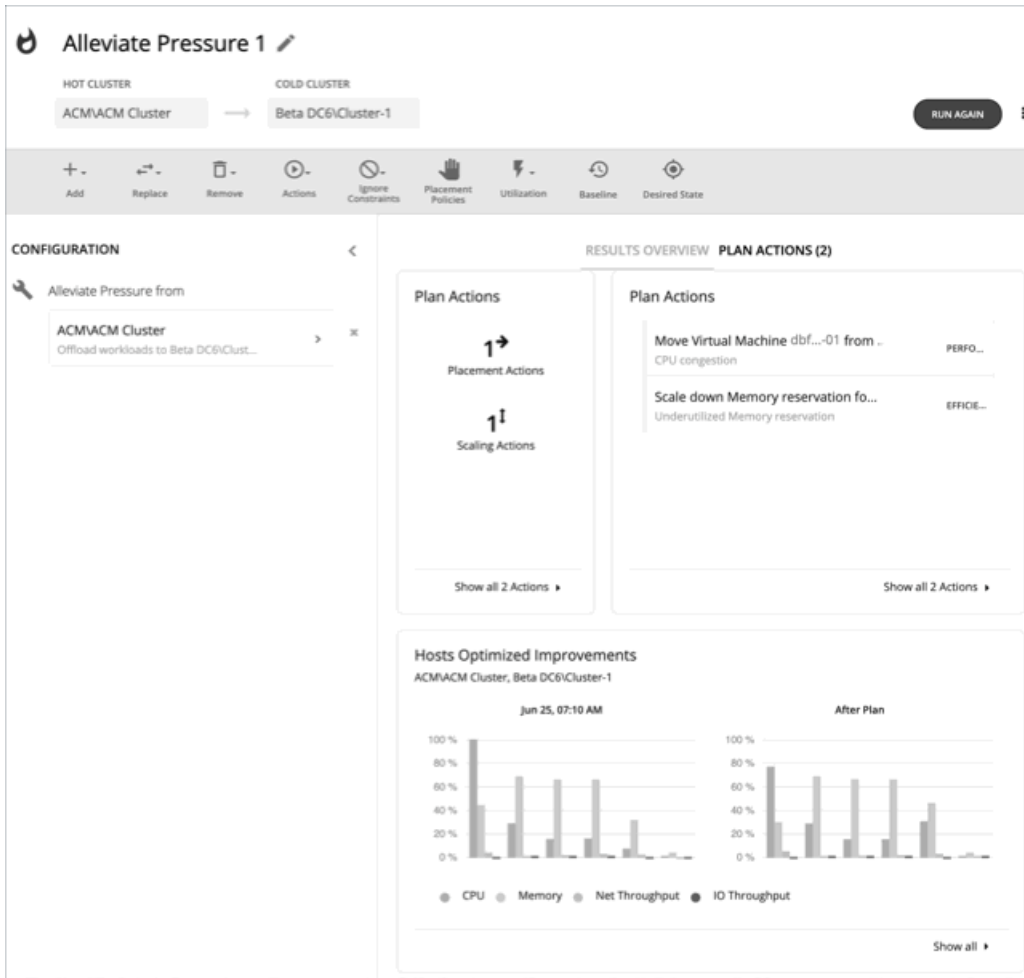 Alleviate Pressure 1
HOT CLUSTER
COLD CLUSTER
ACM\ACM Cluster
Beta DC6\Cluster-1
RUN AGAIN
Add
Replace
Remove
Actions
Ignore
Constraints
Placement
Policies
Utilization
Baseline
Desired State
CONFIGURATION
Alleviate Pressure from
ACM\ACM Cluster
Offload workloads to Beta DC6\Clust...
RESULTS OVERVIEW
PLAN ACTIONS (2)
Plan Actions
1
Placement Actions
1
Scaling Actions
Show all 2 Actions
Plan Actions
Move Virtual Machine dbf...-01 from ..
PERFO...
CPU congestion
Scale down Memory reservation fo...
EFFICIE...
Underutilized Memory reservation
Show all 2 Actions
Hosts Optimized Improvements
ACM\ACM Cluster, Beta DC6\Cluster-1
Jun 25, 07:10 AM
100 %
80 %
60 %
40 %
20 %
0 %
After Plan
100 %
80 %
60 %
40 %
20 %
0 %
CPU
Memory
Net Throughput
IO Throughput
Show all